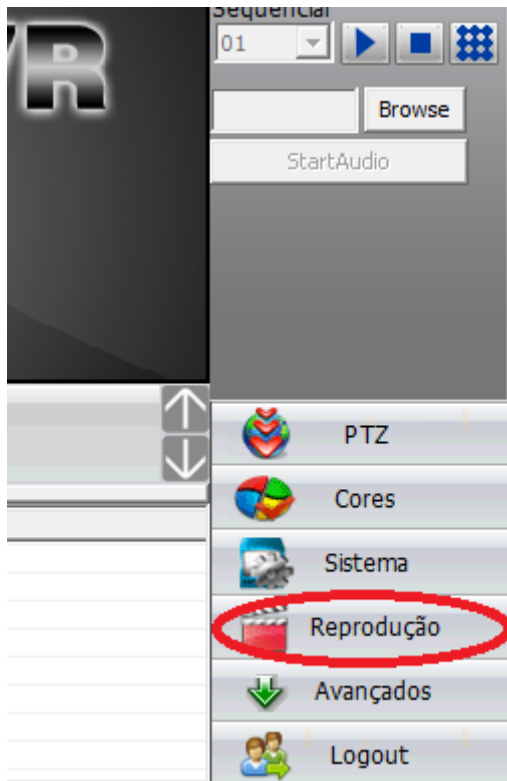 Sequencial
01
Browse
StartAudio
PTZ
Cores
Sistema
Reprodução
Avançados
Logout